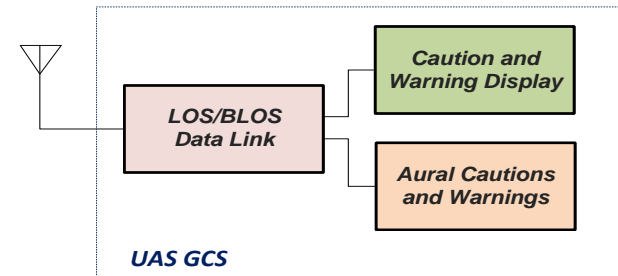 Caution and
Warning Display
LOS/BLOS
Data Link
Aural Cautions
and Warnings
UAS GCS